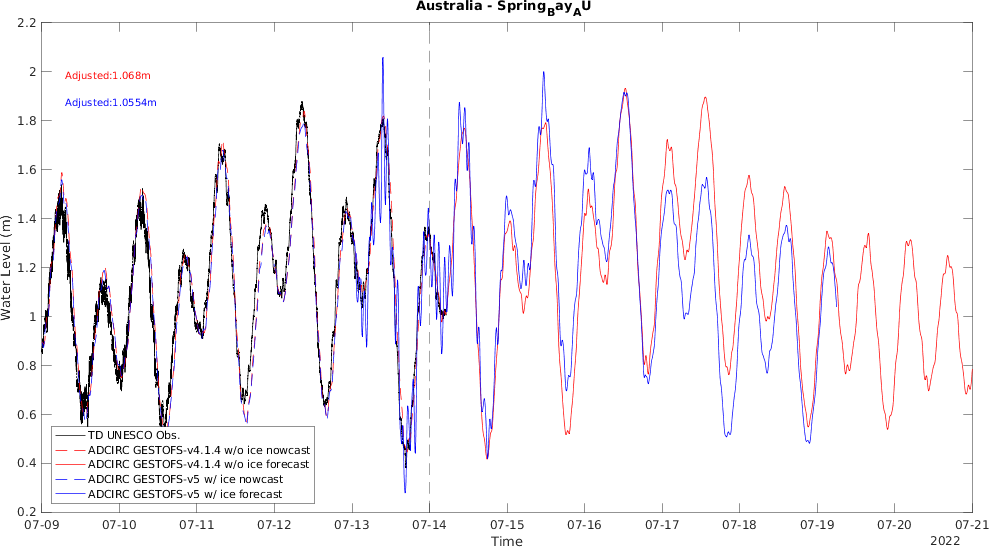 Australia - SpringBayAU
Adjusted:1.068m
Adjusted:1.0554m
Water Level (m)
2.2
2
1.8
1.6
1.4
1.2
1
0.8
0.6
0.4
0.2
TD UNESCO Obs.
ADCIRC GESTOFS-v4.1.4 w/o ice nowcast
ADCIRC GESTOFS-v4.1.4 w/o ice forecast
ADCIRC GESTOFS-v5 w/ ice nowcast
ADCIRC GESTOFS-v5 w/ ice forecast
07-09 07-10 07-11 07-12 07-13 07-14 07-15 07-16 07-17 07-18 07-19 07-20 07-21
Time
2022